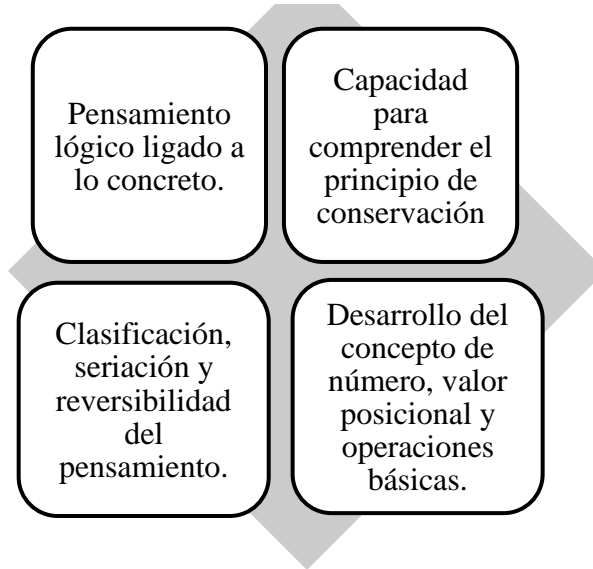 Pensamiento
lógico ligado a
lo concreto.
Capacidad
para
comprender el
principio de
conservación
Clasificación,
seriación y
reversibilidad
del
pensamiento.
Desarrollo del
concepto de
número, valor
posicional y
operaciones
básicas.